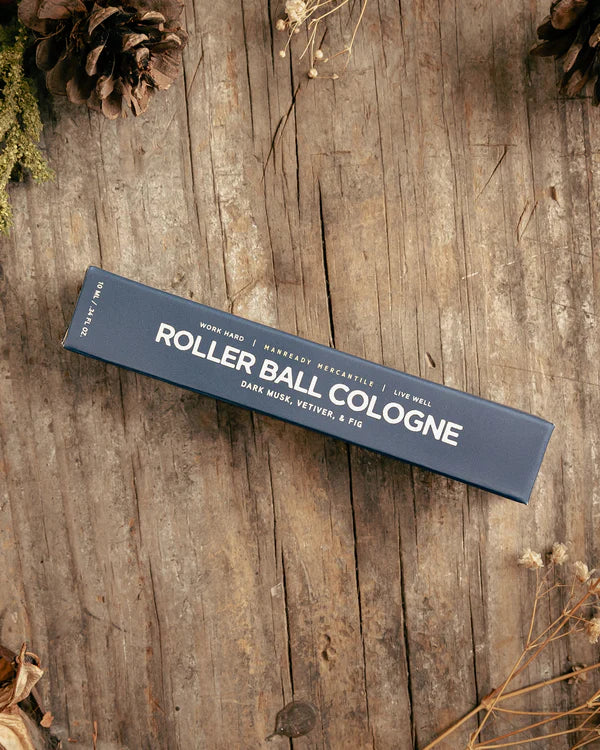 WORK HARD | MANREADY MERCANTILE | LIVE WELL
ROLLER BALL COLOGNE
DARK MUSK, VETIVER, & FIG
10 ML / .34 FL OZ.